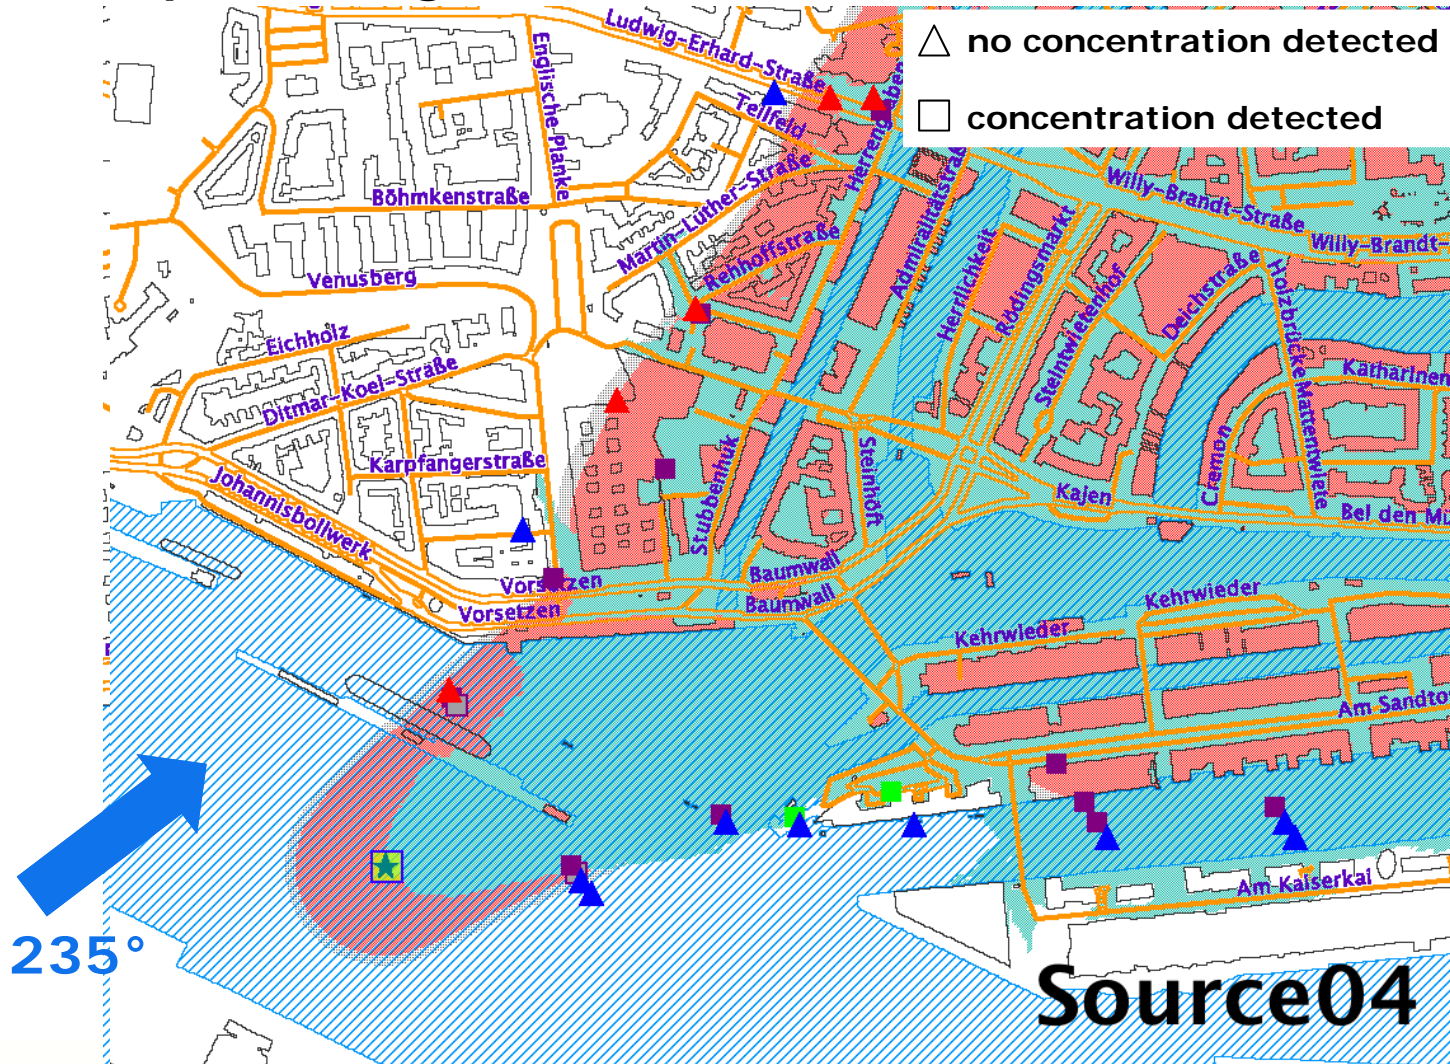 no concentration detected
concentration detected
Ludwig-Erhard-Straße
Englische Planke
Teilfeld
Herrengraben
Böhmkenstraße
Martin-Luther-Straße
Admiralitätstraße
Willy-Brandt-Straße
Willy-Brandt-
Rehhoffstraße
Venusberg
Herrlichkeit
Rödingsmarkt
Steintwietenhof
Deichstraße
Holzbrücke
Eichholz
Ditmar-Koel-Straße
Katharinen
Mattentwiete
Karpfangerstraße
Stubbenhuk
Steinhöft
Cremon
Kajen
Bei den Mü
Johannisbollwerk
Vorsetzen
Vorsetzen
Baumwall
Baumwall
Kehrwieder
Kehrwieder
Am Sandto
Am Kaiserkai
235°
Source04